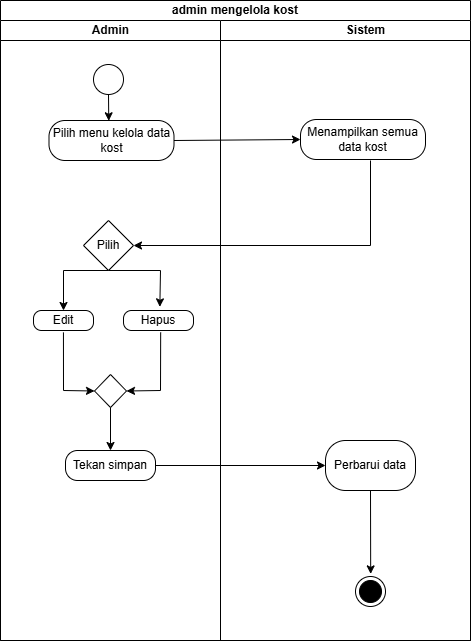 admin mengelola kost
Admin
Sistem
Pilih menu kelola data
kost
Menampilkan semua
data kost
Pilih
Edit
Hapus
Tekan simpan
Perbarui data